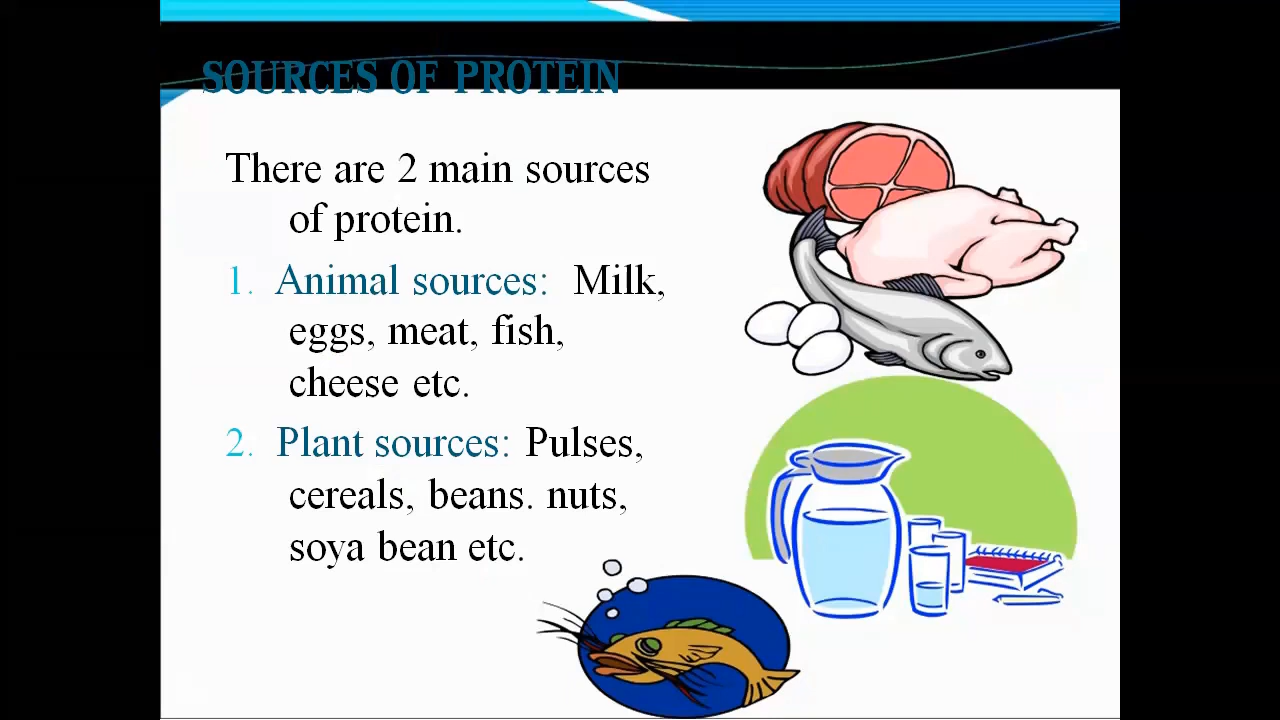 SOURCES OF PROTEIN
There are 2 main sources
of protein.
1. Animal sources: Milk,
eggs, meat, fish,
cheese etc.
2. Plant sources: Pulses,
cereals, beans. nuts,
soya bean etc.